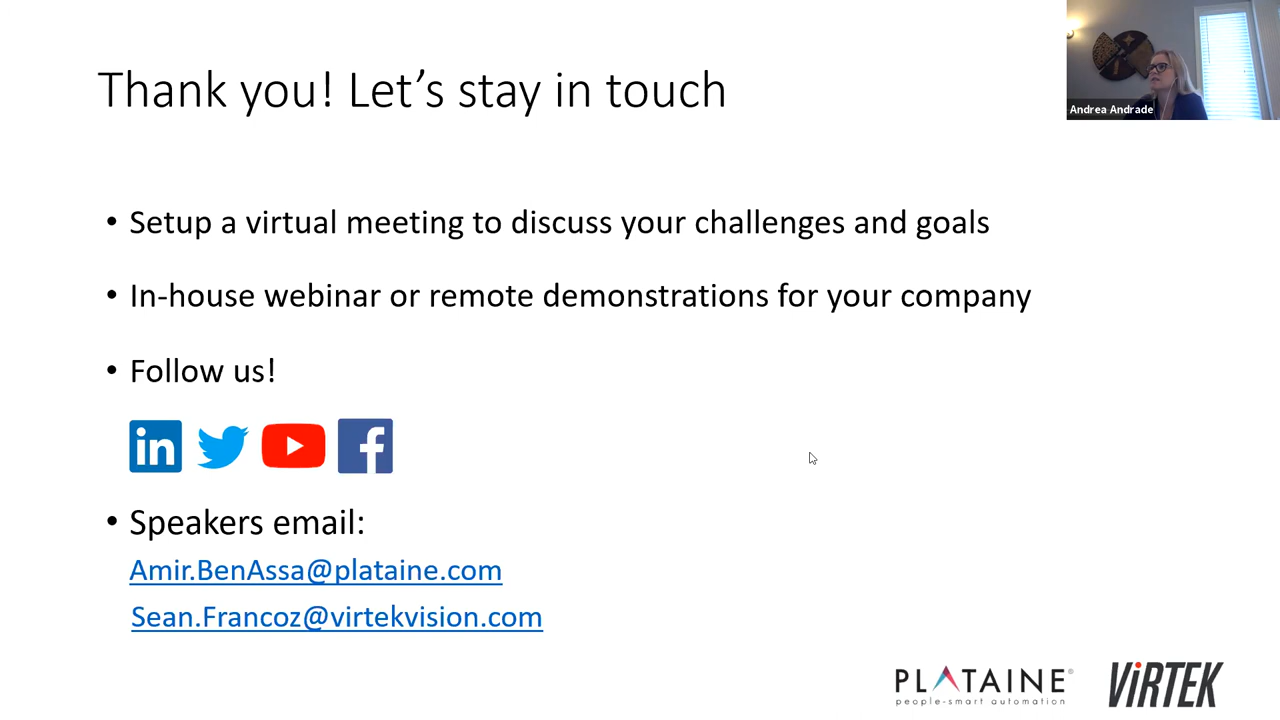 Thank you! Let's stay in touch
Andrea Andrade
• Setup a virtual meeting to discuss your challenges and goals
• In-house webinar or remote demonstrations for your company
• Follow us!
in
f
• Speakers email:
Amir.BenAssa@plataine.com
Sean.Francoz@virtekvision.com
PLATAINE®
people-smart automation
ViRTEK